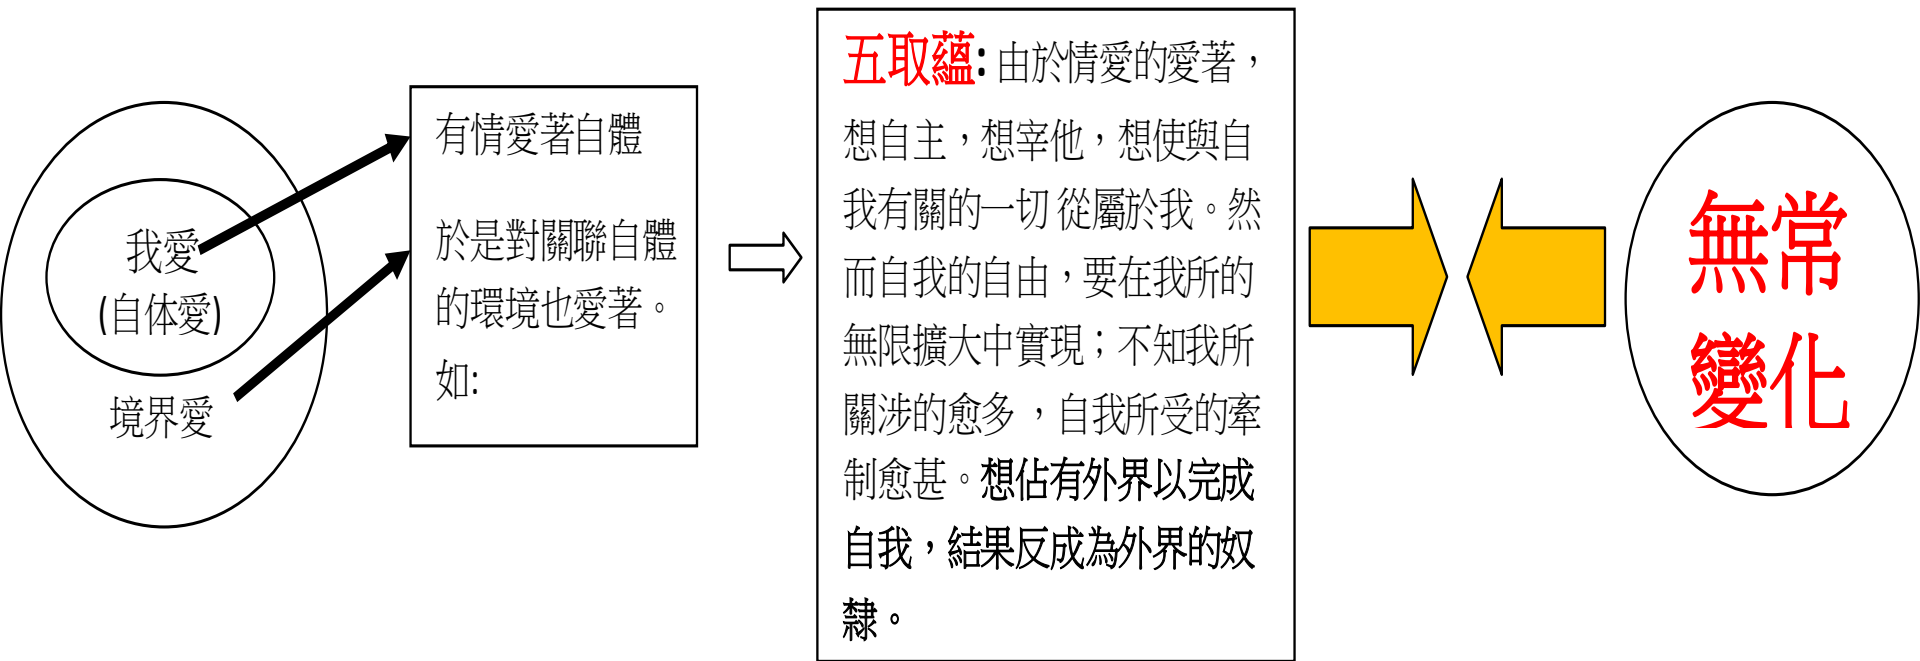 我愛
(自体愛)
境界愛
有情愛著自體
於是對關聯自體
的環境也愛著。
如:
五取蘊: 由於情愛的愛著，
想自主，想宰他，想使與自
我有關的一切 從屬於我。然
而自我的自由，要在我所的
無限擴大中實現；不知我所
關涉的愈多 ，自我所受的牽
制愈甚。想佔有外界以完成
自我，結果反成為外界的奴
隸。
無常
變化